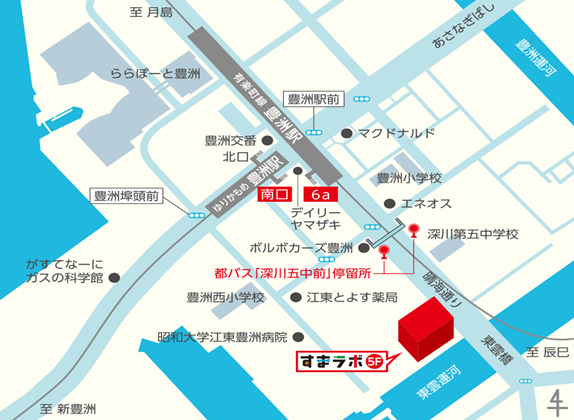 至 月島
あさなぎばし
豊洲運河
ららぽーと豊洲
有楽町線 豊洲駅
豊洲駅前
豊洲交番
北口
マクドナルド
ゆりかもめ 豊洲駅
豊洲小学校
豊洲埠頭前
南口
6a
エネオス
デイリー
ヤマザキ
深川第五中学校
ボルボカーズ豊洲
がすてなーに
ガスの科学館
都バス「深川五中前」停留所
晴海通り
豊洲西小学校
江東とよす薬局
昭和大学江東豊洲病院
すまラボ 5F
東雲橋
至 辰巳
東雲運河
至 新豊洲